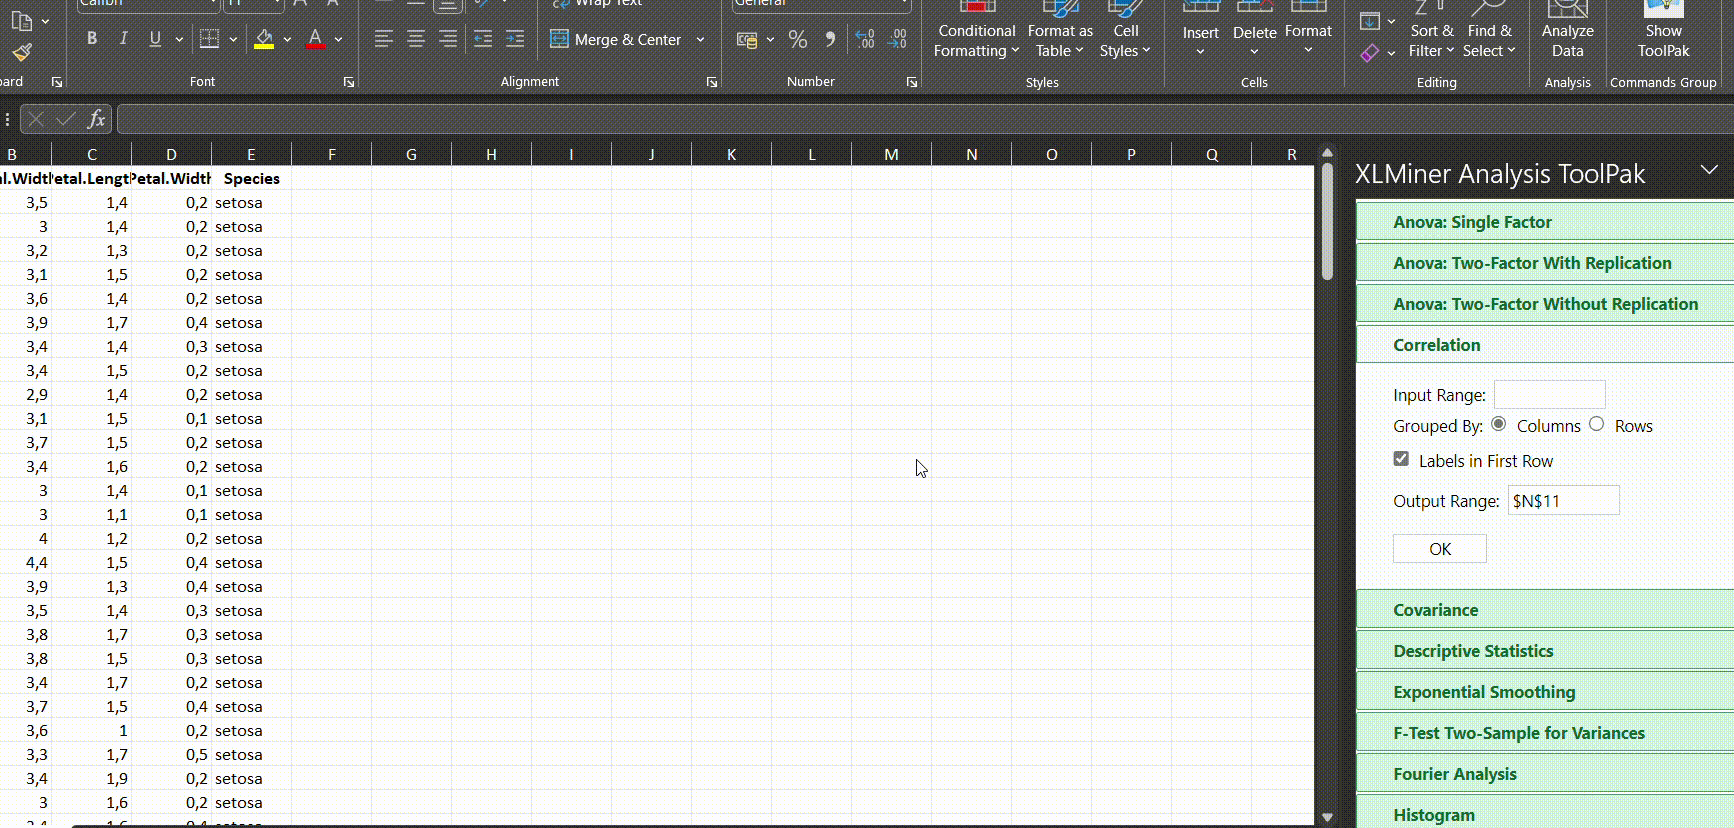 Calibri 11 Wrap Text General
B I U A Merge & Center % Conditional Formatting Format as Table Cell Styles Insert Delete Format Sort & Filter Find & Select Analyze Data Show ToolPak
Font Alignment Number Styles Cells Editing Analysis Commands Group
fx
B C D E F G H I J K L M N O P Q R
Petal.Width Species
3,5 1,4 0,2 setosa
3 1,4 0,2 setosa
3,2 1,3 0,2 setosa
3,1 1,5 0,2 setosa
3,6 1,4 0,2 setosa
3,9 1,7 0,4 setosa
3,4 1,4 0,3 setosa
3,4 1,5 0,2 setosa
2,9 1,4 0,2 setosa
3,1 1,5 0,1 setosa
3,7 1,5 0,2 setosa
3,4 1,6 0,2 setosa
3 1,4 0,1 setosa
3 1,1 0,1 setosa
4 1,2 0,2 setosa
4,4 1,5 0,4 setosa
3,9 1,3 0,4 setosa
3,5 1,4 0,3 setosa
3,8 1,7 0,3 setosa
3,8 1,5 0,3 setosa
3,4 1,7 0,2 setosa
3,7 1,5 0,4 setosa
3,6 1 0,2 setosa
3,3 1,7 0,5 setosa
3,4 1,9 0,2 setosa
3 1,6 0,2 setosa
XLMiner Analysis ToolPak
Anova: Single Factor
Anova: Two-Factor With Replication
Anova: Two-Factor Without Replication
Correlation
Input Range:
Grouped By: Columns Rows
Labels in First Row
Output Range: $N$11
OK
Covariance
Descriptive Statistics
Exponential Smoothing
F-Test Two-Sample for Variances
Fourier Analysis
Histogram